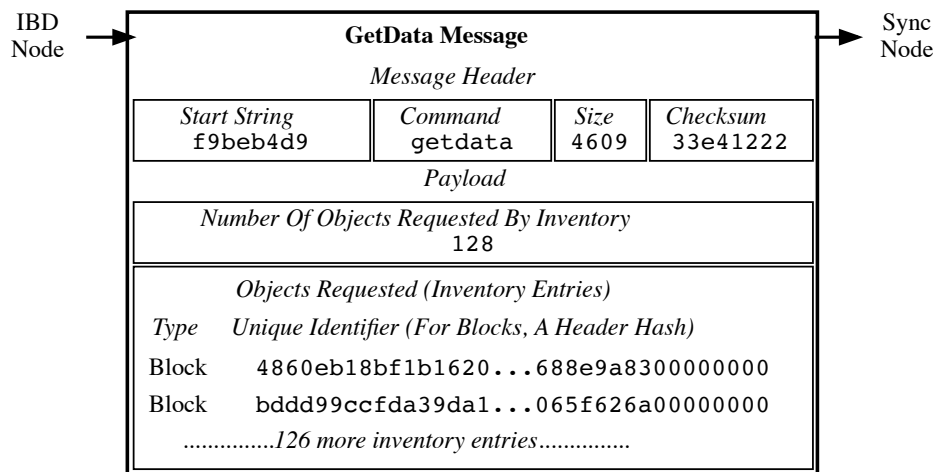 IBD
Node
GetData Message
Sync
Node
Message Header
Start String
Command
Size
Checksum
f9beb4d9
getdata
4609
33e41222
Payload
Number Of Objects Requested By Inventory
128
Objects Requested (Inventory Entries)
Type Unique Identifier (For Blocks, A Header Hash)
Block 4860eb18bf1b1620...688e9a8300000000
Block bddd99ccfda39da1...065f626a00000000
...............126 more inventory entries...............